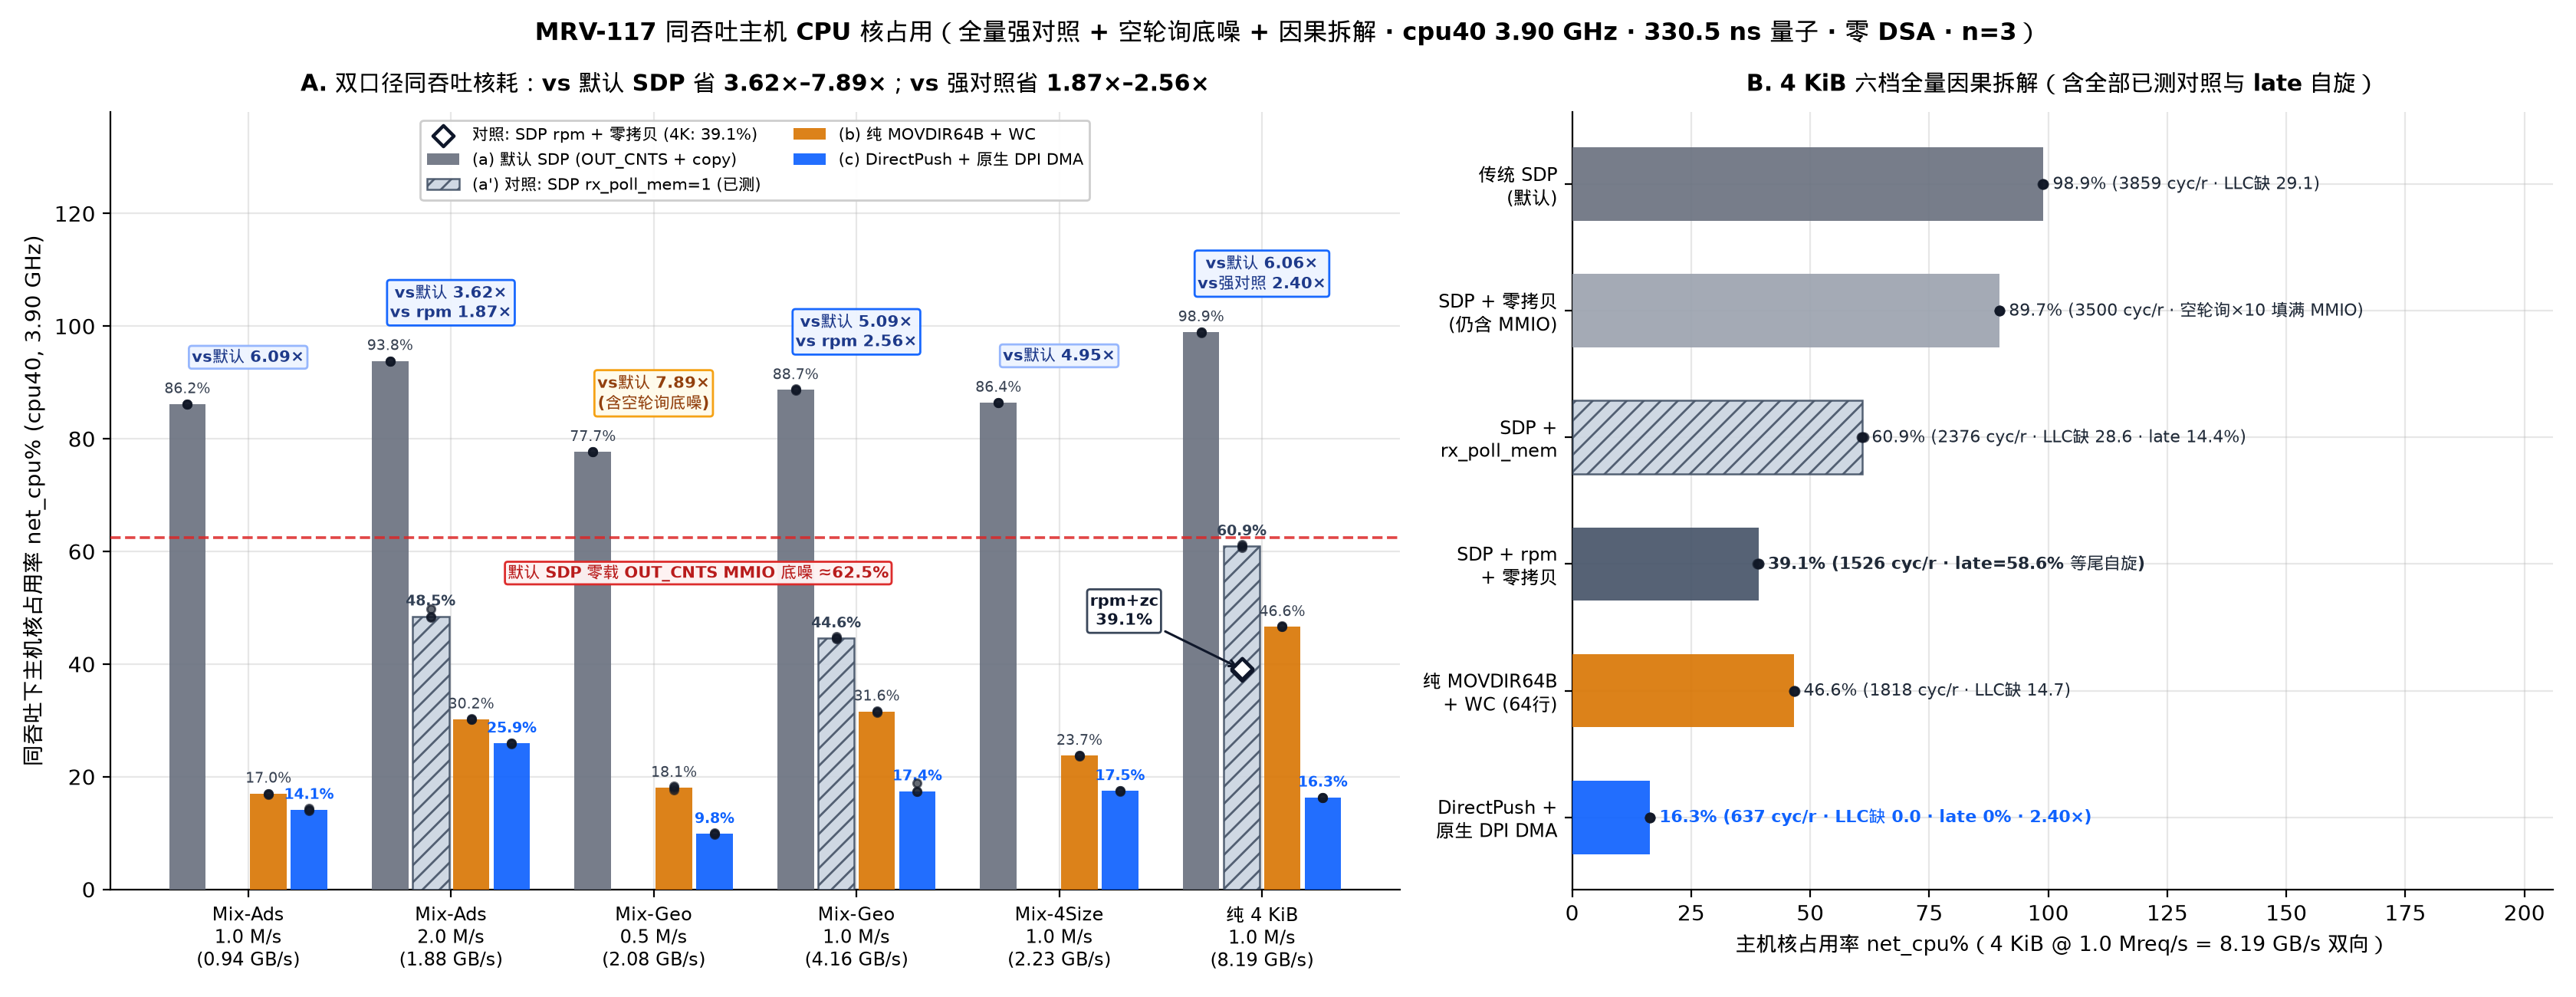 MRV-117 同吞吐主机 CPU 核占用（全量强对照 + 空轮询底噪 + 因果拆解 · cpu40 3.90 GHz · 330.5 ns 量子 · 零 DSA · n=3）
A. 双口径同吞吐核耗：vs 默认 SDP 省 3.62×–7.89×；vs 强对照省 1.87×–2.56×
对照: SDP rpm + 零拷贝 (4K: 39.1%)
(a) 默认 SDP (OUT_CNTS + copy)
(a') 对照: SDP rx_poll_mem=1 (已测)
(b) 纯 MOVDIR64B + WC
(c) DirectPush + 原生 DPI DMA
同吞吐下主机核占用率 net_cpu% (cpu40, 3.90 GHz)
120
100
80
60
40
20
0
vs默认 6.09×
86.2%
17.0%
14.1%
vs默认 3.62×
vs rpm 1.87×
93.8%
48.5%
30.2%
25.9%
vs默认 7.89×
(含空轮询底噪)
77.7%
18.1%
9.8%
vs默认 5.09×
vs rpm 2.56×
88.7%
44.6%
31.6%
17.4%
vs默认 4.95×
86.4%
23.7%
17.5%
vs默认 6.06×
vs强对照 2.40×
98.9%
60.9%
46.6%
16.3%
默认 SDP 零载 OUT_CNTS MMIO 底噪 ≈62.5%
rpm+zc
39.1%
Mix-Ads
1.0 M/s
(0.94 GB/s)
Mix-Ads
2.0 M/s
(1.88 GB/s)
Mix-Geo
0.5 M/s
(2.08 GB/s)
Mix-Geo
1.0 M/s
(4.16 GB/s)
Mix-4Size
1.0 M/s
(2.23 GB/s)
纯 4 KiB
1.0 M/s
(8.19 GB/s)
B. 4 KiB 六档全量因果拆解（含全部已测对照与 late 自旋）
传统 SDP
(默认)
98.9% (3859 cyc/r · LLC缺 29.1)
SDP + 零拷贝
(仍含 MMIO)
89.7% (3500 cyc/r · 空轮询×10 填满 MMIO)
SDP +
rx_poll_mem
60.9% (2376 cyc/r · LLC缺 28.6 · late 14.4%)
SDP + rpm
+ 零拷贝
39.1% (1526 cyc/r · late=58.6% 等尾自旋)
纯 MOVDIR64B
+ WC (64行)
46.6% (1818 cyc/r · LLC缺 14.7)
DirectPush +
原生 DPI DMA
16.3% (637 cyc/r · LLC缺 0.0 · late 0% · 2.40×)
0
25
50
75
100
125
150
175
200
主机核占用率 net_cpu%（4 KiB @ 1.0 Mreq/s = 8.19 GB/s 双向）